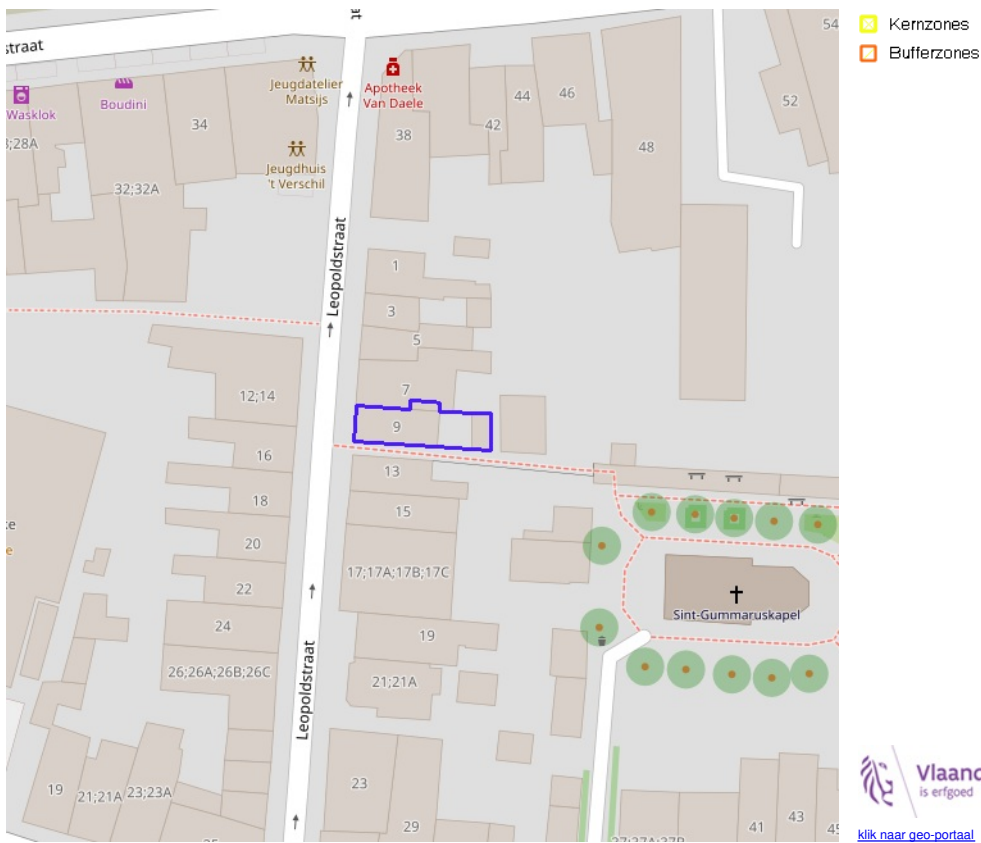 Kernzones
Bufferzones
at
straat
Wasklok
Boudini
Jeugdatelier
Matsijs
Jeugdhuis
't Verschil
Apotheek
Van Daele
34
32;32A
;28A
38
42
44
46
48
52
54
Leopoldstraat
1
3
5
7
9
12;14
16
18
20
22
24
26;26A;26B;26C
13
15
17;17A;17B;17C
19
21;21A
Sint-Gummaruskapel
Leopoldstraat
19
21;21A
23;23A
23
29
41
43
Vlaand
is erfgoed
klik naar geo-portaal